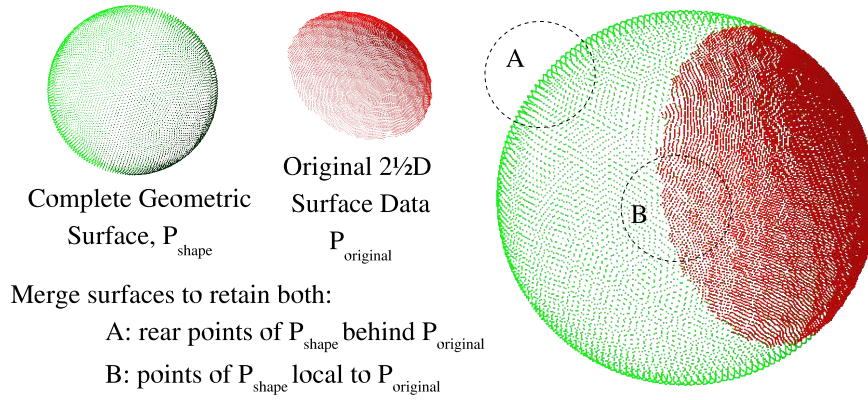 Complete Geometric
Surface, P_shape
Original 2½D
Surface Data
P_original
Merge surfaces to retain both:
A: rear points of P_shape behind P_original
B: points of P_shape local to P_original
A
B